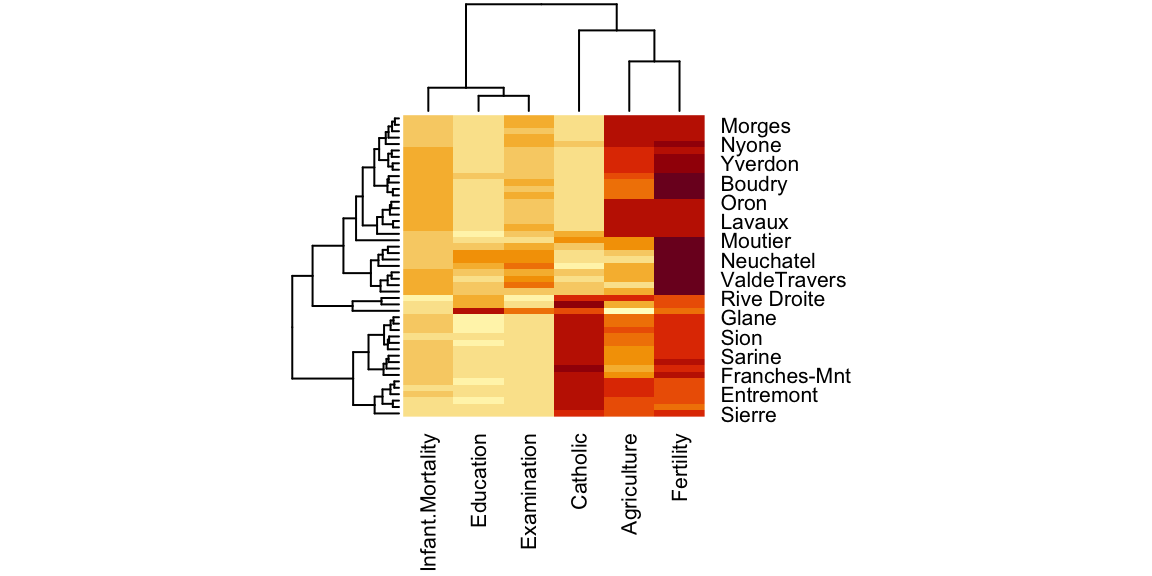 Morges
Nyone
Yverdon
Boudry
Oron
Lavaux
Moutier
Neuchatel
ValdeTravers
Rive Droite
Glane
Sion
Sarine
Franches-Mnt
Entremont
Sierre
Infant.Mortality
Education
Examination
Catholic
Agriculture
Fertility